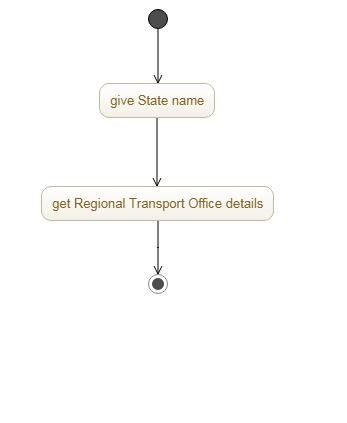 give State name
get Regional Transport Office details